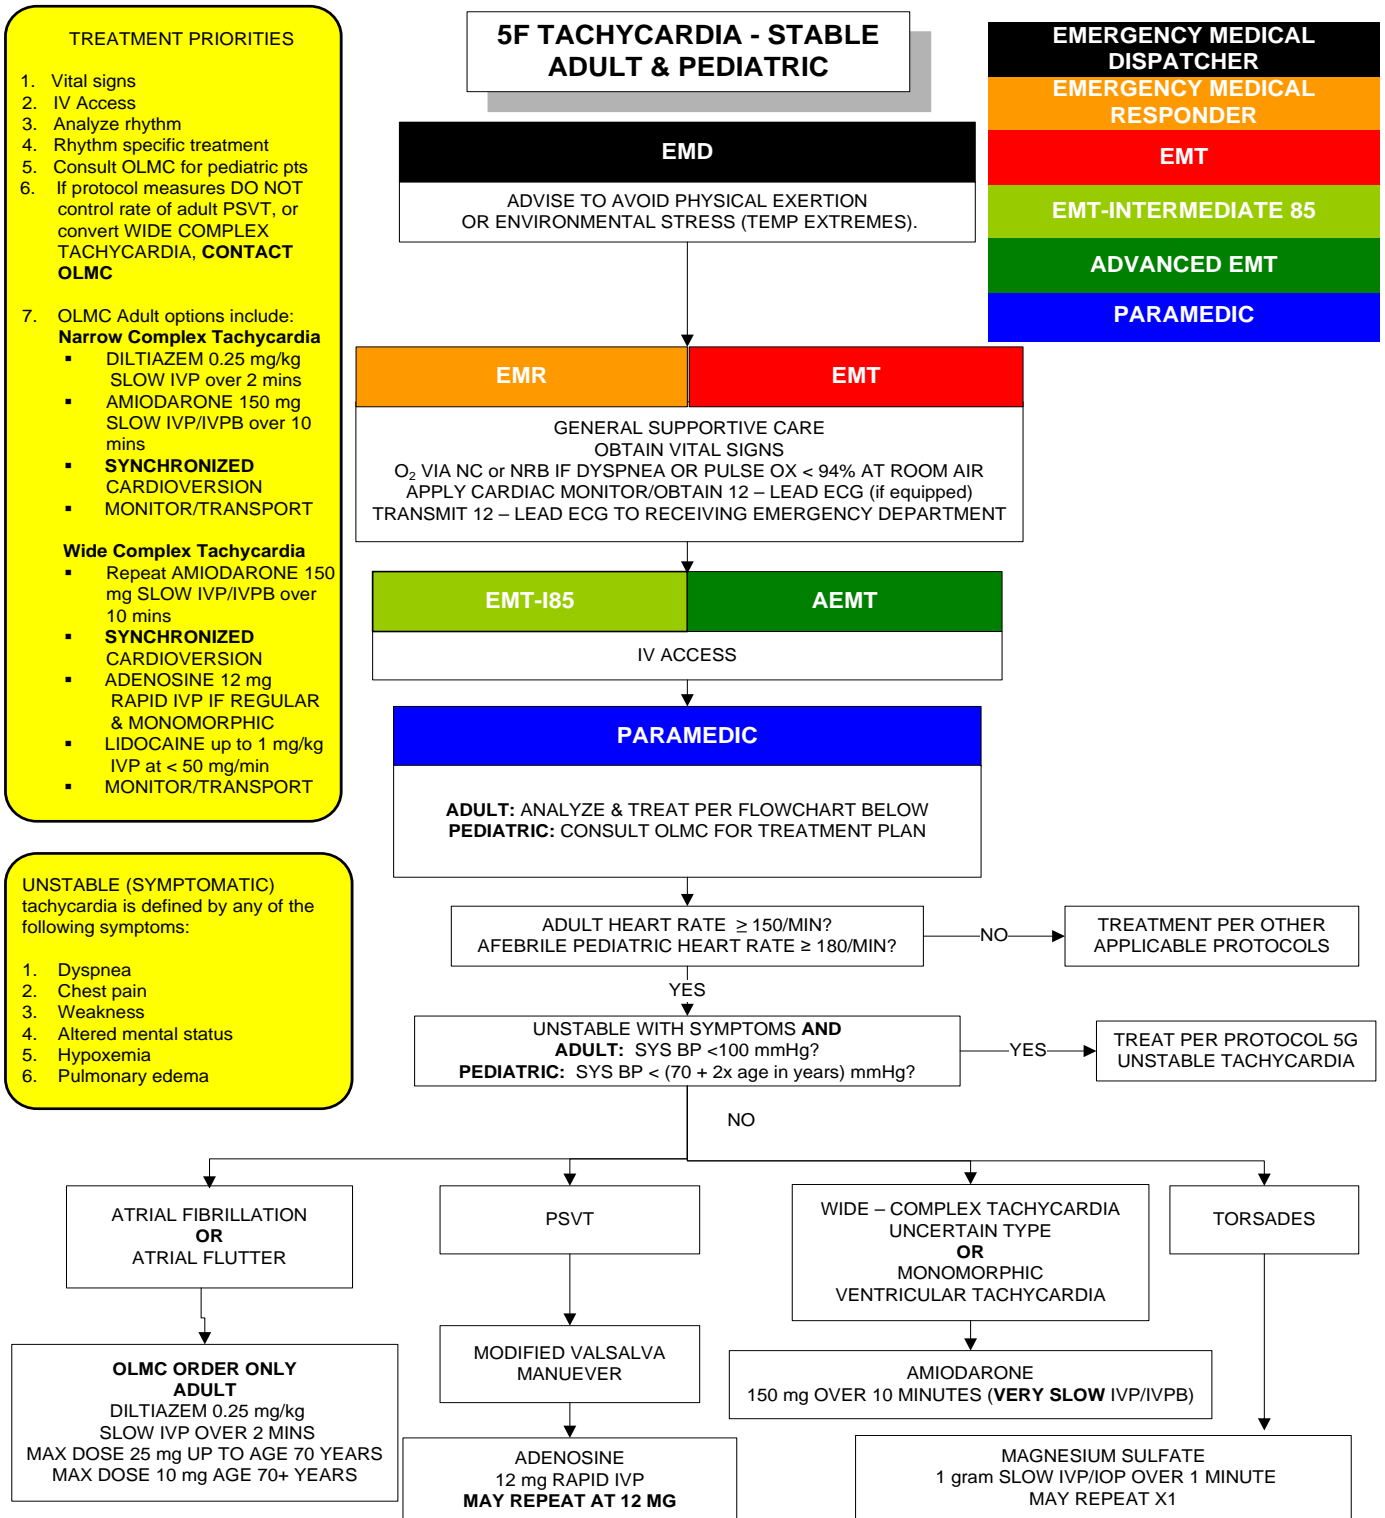 5F TACHYCARDIA - STABLE
ADULT & PEDIATRIC
TREATMENT PRIORITIES
1. Vital signs
2. IV Access
3. Analyze rhythm
4. Rhythm specific treatment
5. Consult OLMC for pediatric pts
6. If protocol measures DO NOT
control rate of adult PSVT, or
convert WIDE COMPLEX
TACHYCARDIA, CONTACT
OLMC
7. OLMC Adult options include:
Narrow Complex Tachycardia
▪ DILTIAZEM 0.25 mg/kg
SLOW IVP over 2 mins
▪ AMIODARONE 150 mg
SLOW IVP/IVPB over 10
mins
▪ SYNCHRONIZED
CARDIOVERSION
▪ MONITOR/TRANSPORT
Wide Complex Tachycardia
▪ Repeat AMIODARONE 150
mg SLOW IVP/IVPB over
10 mins
▪ SYNCHRONIZED
CARDIOVERSION
▪ ADENOSINE 12 mg
RAPID IVP IF REGULAR
& MONOMORPHIC
▪ LIDOCAINE up to 1 mg/kg
IVP at < 50 mg/min
▪ MONITOR/TRANSPORT
UNSTABLE (SYMPTOMATIC)
tachycardia is defined by any of the
following symptoms:
1. Dyspnea
2. Chest pain
3. Weakness
4. Altered mental status
5. Hypoxemia
6. Pulmonary edema
EMERGENCY MEDICAL
DISPATCHER
EMERGENCY MEDICAL
RESPONDER
EMT
EMT-INTERMEDIATE 85
ADVANCED EMT
PARAMEDIC
EMD
ADVISE TO AVOID PHYSICAL EXERTION
OR ENVIRONMENTAL STRESS (TEMP EXTREMES).
EMR
EMT
GENERAL SUPPORTIVE CARE
OBTAIN VITAL SIGNS
O₂ VIA NC or NRB IF DYSPNEA OR PULSE OX < 94% AT ROOM AIR
APPLY CARDIAC MONITOR/OBTAIN 12 – LEAD ECG (if equipped)
TRANSMIT 12 – LEAD ECG TO RECEIVING EMERGENCY DEPARTMENT
EMT-I85
AEMT
IV ACCESS
PARAMEDIC
ADULT: ANALYZE & TREAT PER FLOWCHART BELOW
PEDIATRIC: CONSULT OLMC FOR TREATMENT PLAN
ADULT HEART RATE ≥ 150/MIN?
AFEBRILE PEDIATRIC HEART RATE ≥ 180/MIN?
NO
TREATMENT PER OTHER
APPLICABLE PROTOCOLS
YES
UNSTABLE WITH SYMPTOMS AND
ADULT: SYS BP <100 mmHg?
PEDIATRIC: SYS BP < (70 + 2x age in years) mmHg?
YES
TREAT PER PROTOCOL 5G
UNSTABLE TACHYCARDIA
NO
ATRIAL FIBRILLATION
OR
ATRIAL FLUTTER
PSVT
WIDE – COMPLEX TACHYCARDIA
UNCERTAIN TYPE
OR
MONOMORPHIC
VENTRICULAR TACHYCARDIA
TORSADES
OLMC ORDER ONLY
ADULT
DILTIAZEM 0.25 mg/kg
SLOW IVP OVER 2 MINS
MAX DOSE 25 mg UP TO AGE 70 YEARS
MAX DOSE 10 mg AGE 70+ YEARS
MODIFIED VALSALVA
MANUEVER
ADENOSINE
12 mg RAPID IVP
MAY REPEAT AT 12 MG
AMIODARONE
150 mg OVER 10 MINUTES (VERY SLOW IVP/IVPB)
MAGNESIUM SULFATE
1 gram SLOW IVP/IOP OVER 1 MINUTE
MAY REPEAT X1